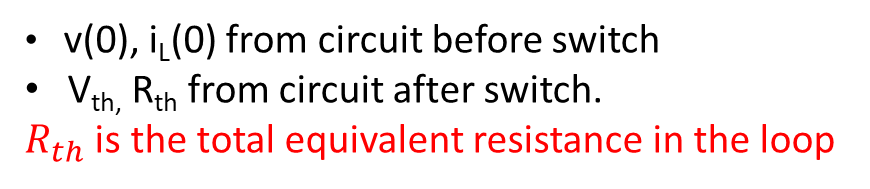 • v(0), iL(0) from circuit before switch
• Vth, Rth from circuit after switch.
Rth is the total equivalent resistance in the loop